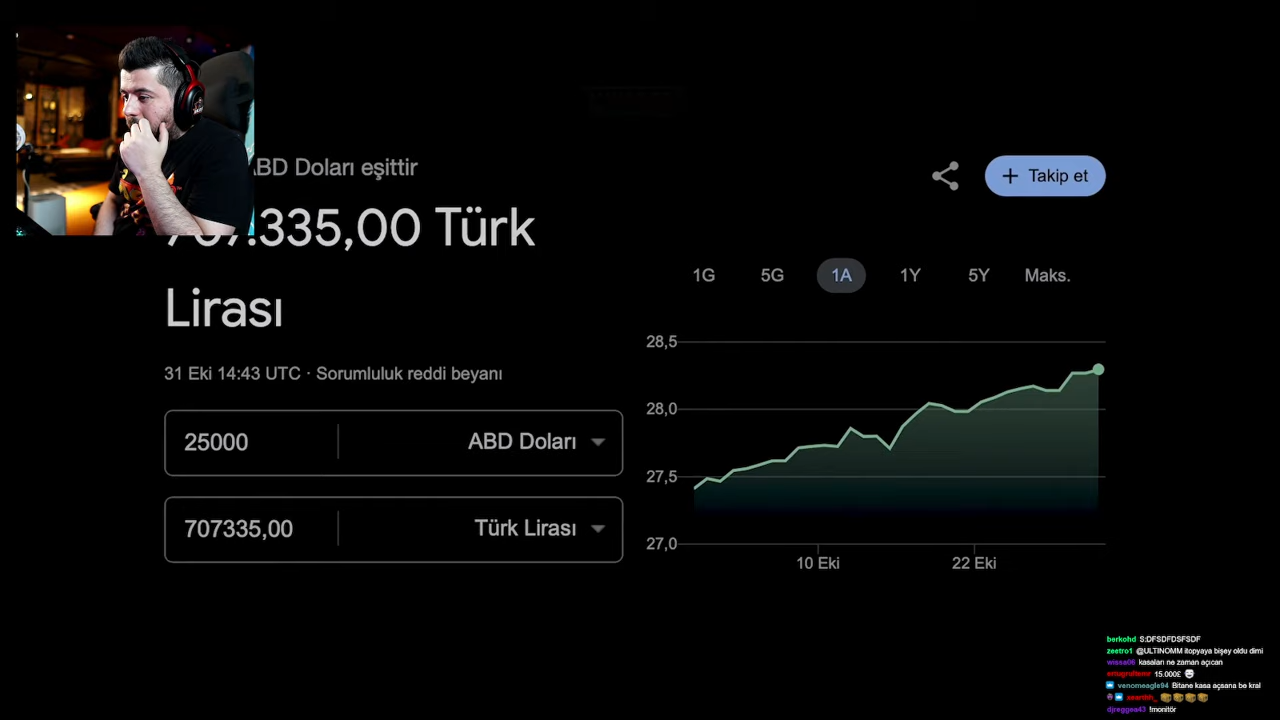 ABD Doları eşittir
707.335,00 Türk
Lirası
31 Eki 14:43 UTC · Sorumluluk reddi beyanı
25000 ABD Doları
707335,00 Türk Lirası
Takip et
1G 5G 1A 1Y 5Y Maks.
28,5
28,0
27,5
27,0
10 Eki 22 Eki
berkohd S:DFSDFDSFSDF
zeetro1 @ULTINOMM itopyaya bişey oldu dimi
wissa06 kasaları ne zaman açıcan
15.000₤
venomeagle94 Bitane kasa açsana be kral
djreggea43 !monitör